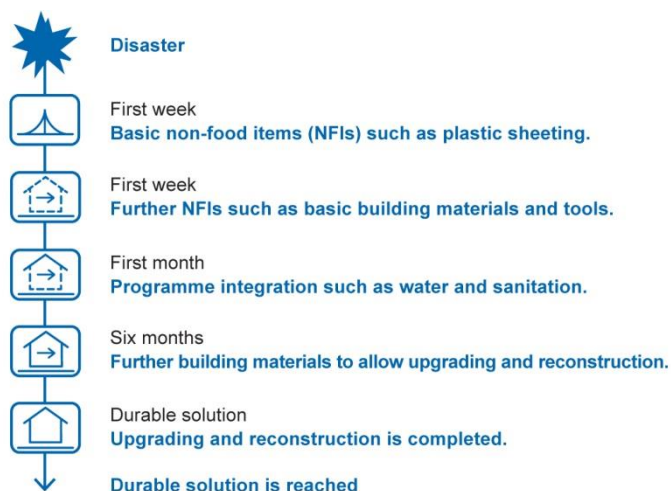 Disaster
First week
Basic non-food items (NFIs) such as plastic sheeting.
First week
Further NFIs such as basic building materials and tools.
First month
Programme integration such as water and sanitation.
Six months
Further building materials to allow upgrading and reconstruction.
Durable solution
Upgrading and reconstruction is completed.
Durable solution is reached